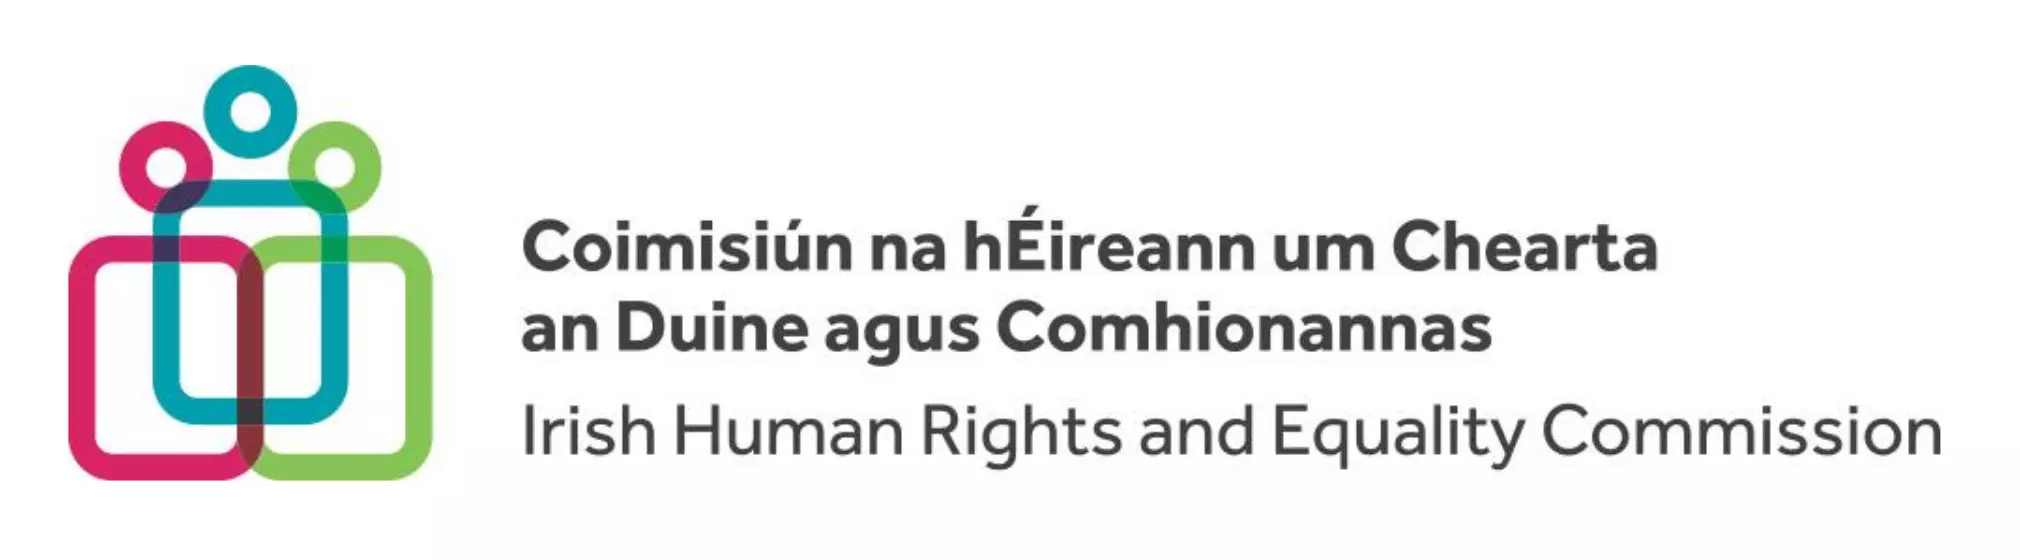 Coimisiún na hÉireann um Chearta
an Duine agus Comhionannas
Irish Human Rights and Equality Commission